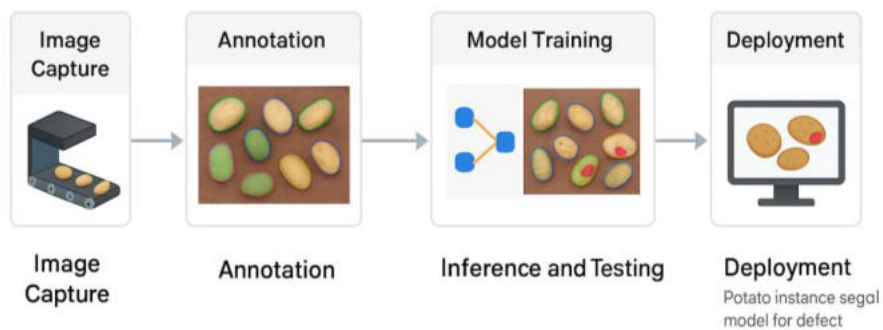 Image
Capture
Annotation
Model Training
Deployment
Image
Capture
Annotation
Inference and Testing
Deployment
Potato instance segal
model for defect